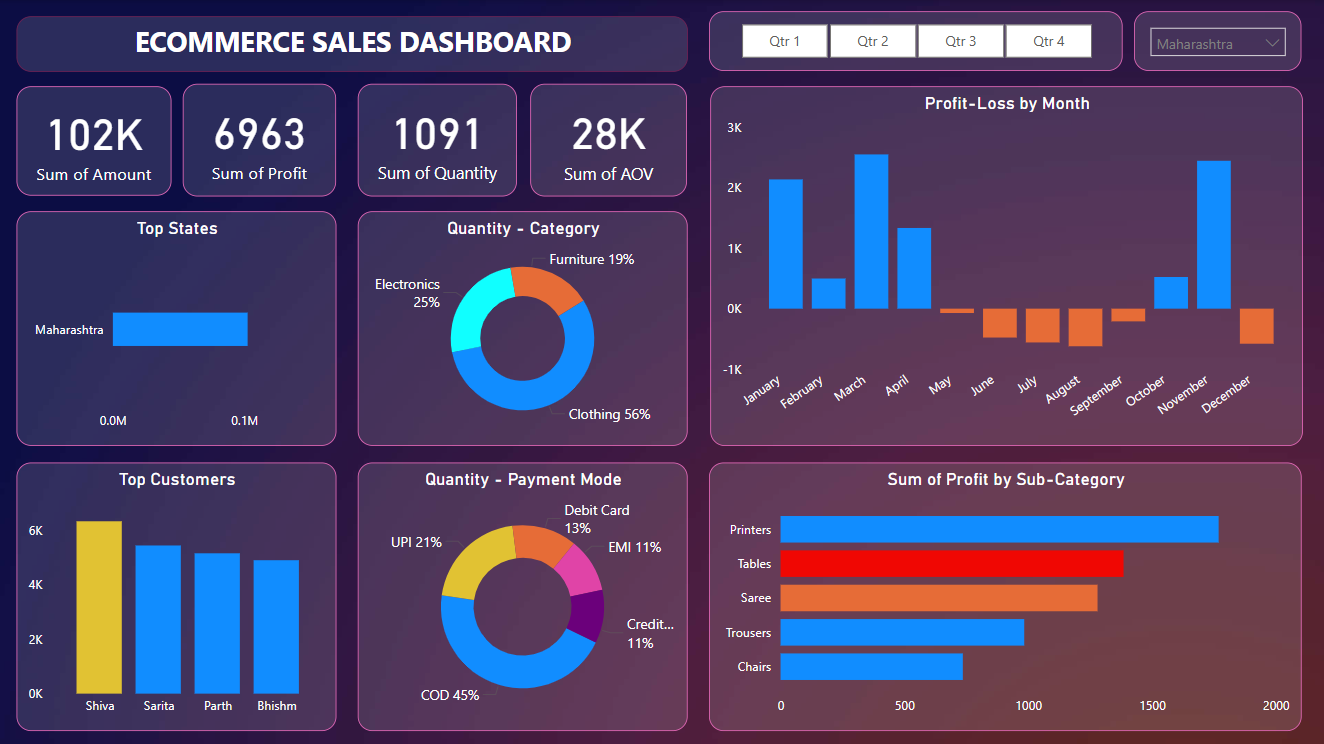 ECOMMERCE SALES DASHBOARD
Qtr 1
Qtr 2
Qtr 3
Qtr 4
Maharashtra
102K
Sum of Amount
6963
Sum of Profit
1091
Sum of Quantity
28K
Sum of AOV
Profit-Loss by Month
3K
2K
1K
0K
-1K
January
February
March
April
May
June
July
August
September
October
November
December
Top States
Maharashtra
0.0M
0.1M
Quantity - Category
Furniture 19%
Electronics
25%
Clothing 56%
Top Customers
6K
4K
2K
0K
Shiva
Sarita
Parth
Bhishm
Quantity - Payment Mode
Debit Card
13%
UPI 21%
EMI 11%
Credit...
11%
COD 45%
Sum of Profit by Sub-Category
Printers
Tables
Saree
Trousers
Chairs
0
500
1000
1500
2000